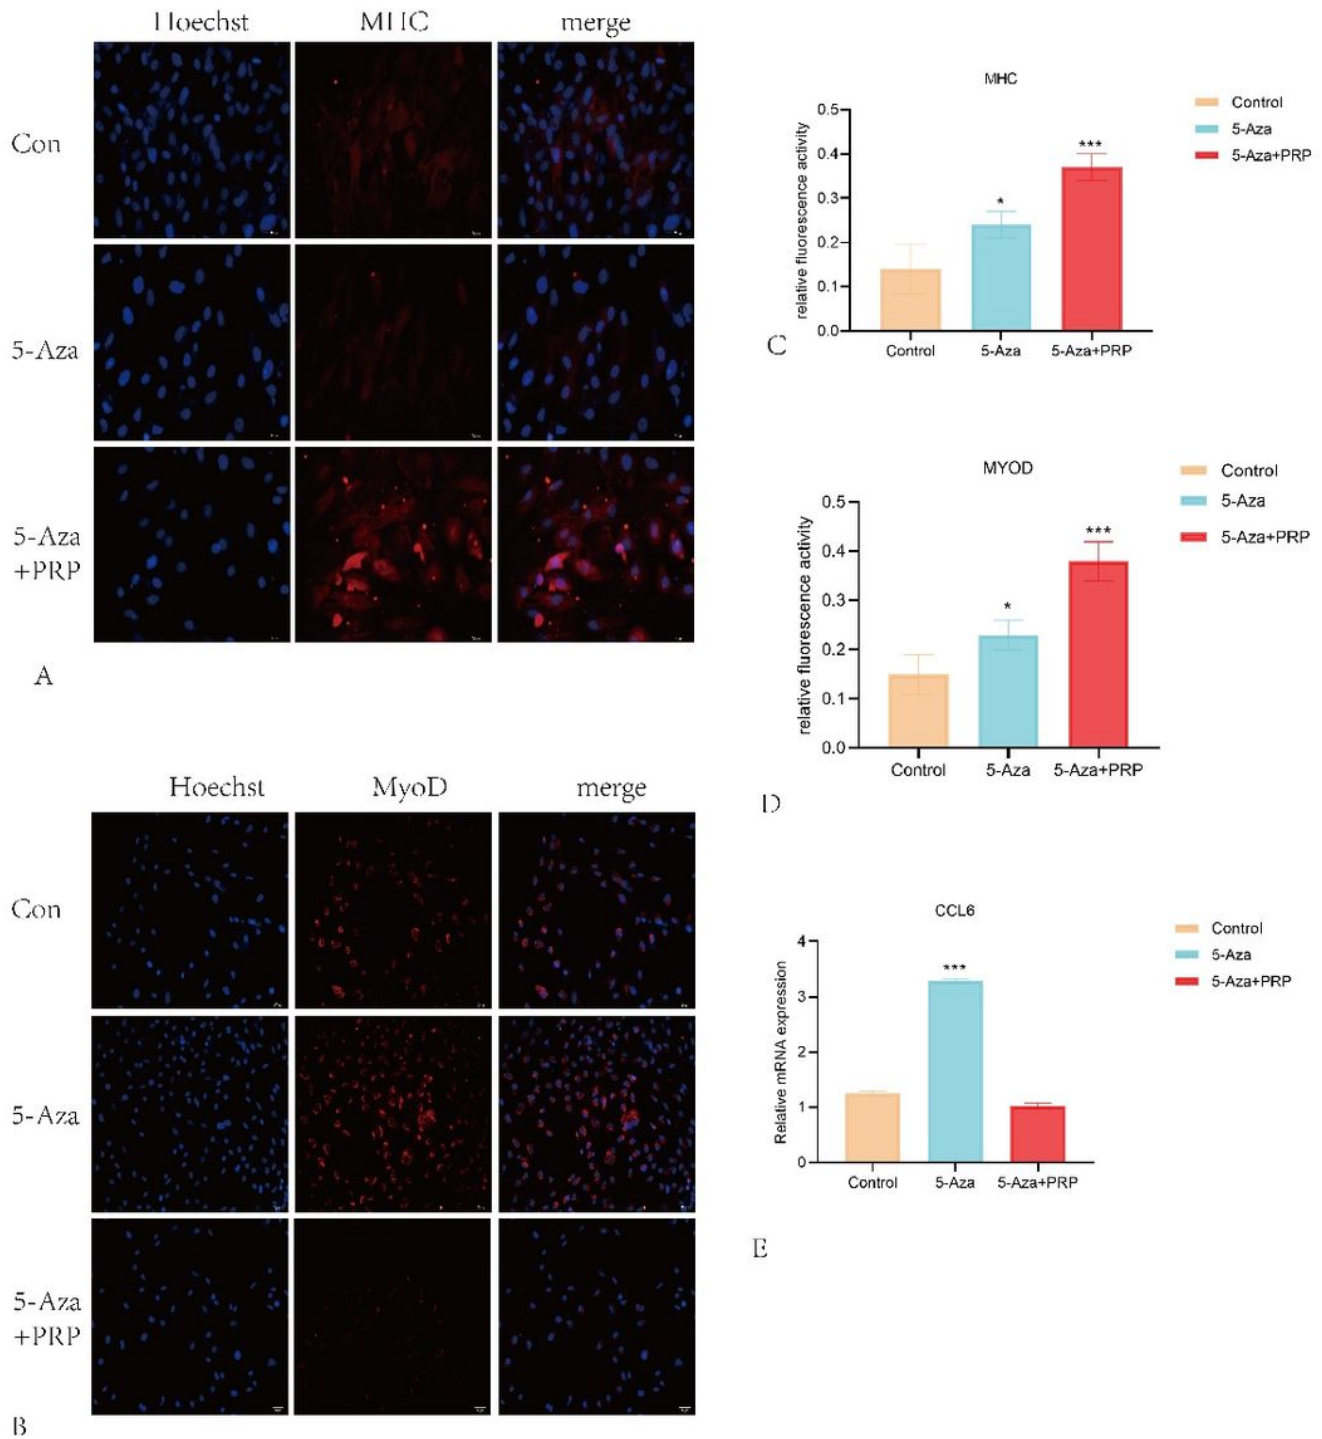 Hoechst MHC merge
Con
5-Aza
5-Aza
+PRP
A
MHC
relative fluorescence activity
0.5
0.4
0.3
0.2
0.1
0.0
*
***
Control 5-Aza 5-Aza+PRP
Control
5-Aza
5-Aza+PRP
C
MYOD
relative fluorescence activity
0.5
0.4
0.3
0.2
0.1
0.0
*
***
Control 5-Aza 5-Aza+PRP
Control
5-Aza
5-Aza+PRP
D
Hoechst MyoD merge
Con
5-Aza
5-Aza
+PRP
B
CCL6
Relative mRNA expression
4
3
2
1
0
***
Control 5-Aza 5-Aza+PRP
Control
5-Aza
5-Aza+PRP
E